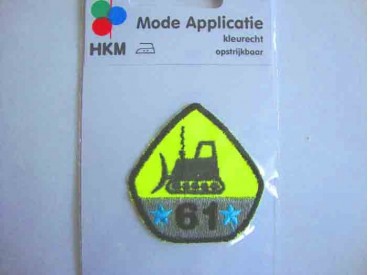 Mode Applicatie
kleurecht
HKM
opstrijkbaar
61